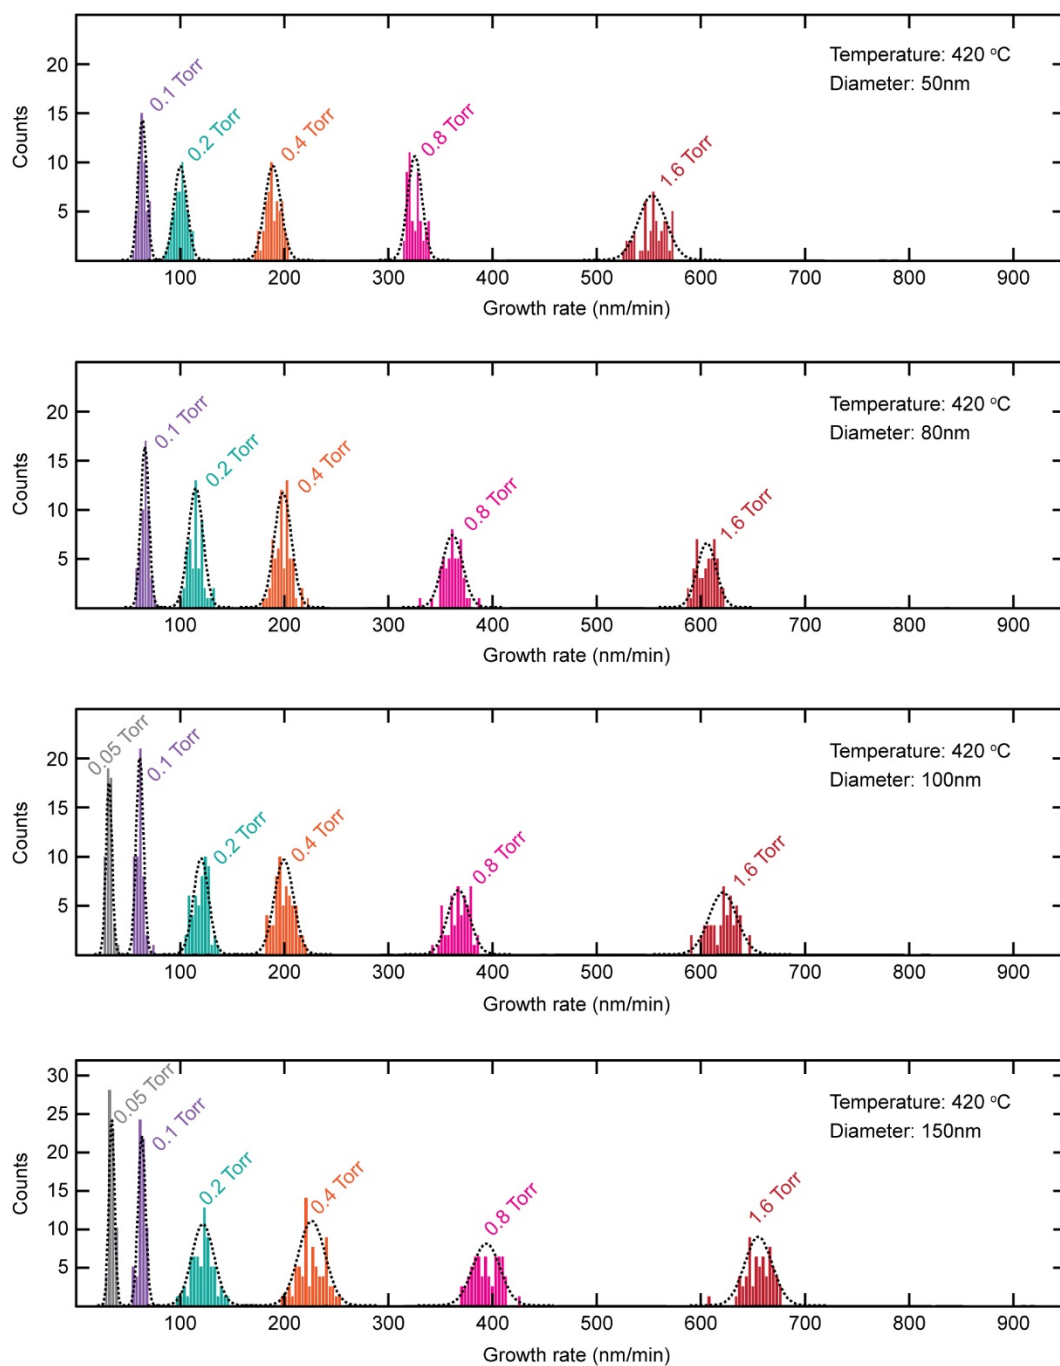 Temperature: 420 °C
Diameter: 50nm
0.1 Torr
0.2 Torr
0.4 Torr
0.8 Torr
1.6 Torr
Counts
20
15
10
5
100 200 300 400 500 600 700 800 900
Growth rate (nm/min)
Temperature: 420 °C
Diameter: 80nm
0.1 Torr
0.2 Torr
0.4 Torr
0.8 Torr
1.6 Torr
Counts
20
15
10
5
100 200 300 400 500 600 700 800 900
Growth rate (nm/min)
Temperature: 420 °C
Diameter: 100nm
0.05 Torr
0.1 Torr
0.2 Torr
0.4 Torr
0.8 Torr
1.6 Torr
Counts
20
15
10
5
100 200 300 400 500 600 700 800 900
Growth rate (nm/min)
Temperature: 420 °C
Diameter: 150nm
0.05 Torr
0.1 Torr
0.2 Torr
0.4 Torr
0.8 Torr
1.6 Torr
Counts
30
25
20
15
10
5
100 200 300 400 500 600 700 800 900
Growth rate (nm/min)